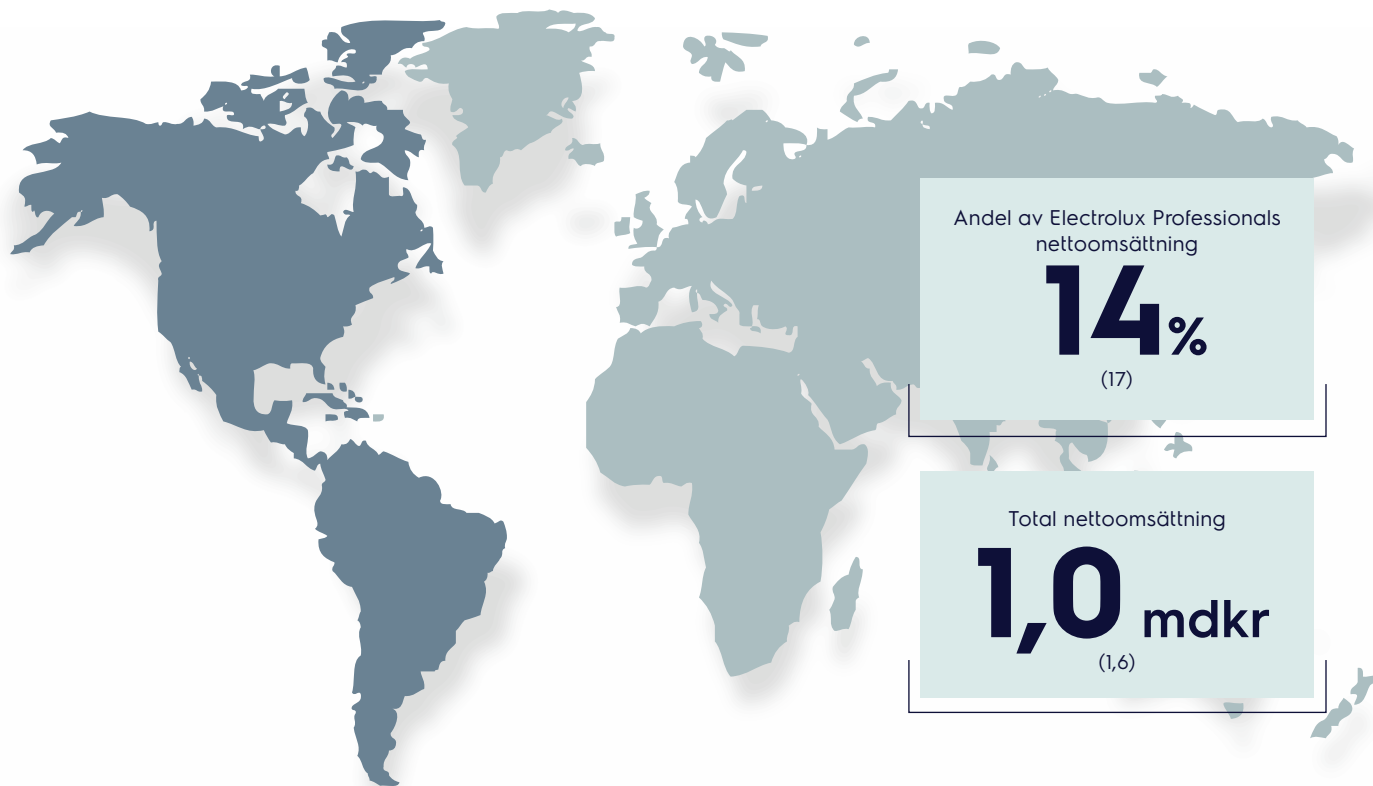 Andel av Electrolux Professionals
nettoomsättning
14%
(17)
Total nettoomsättning
1,0 mdkr
(1,6)